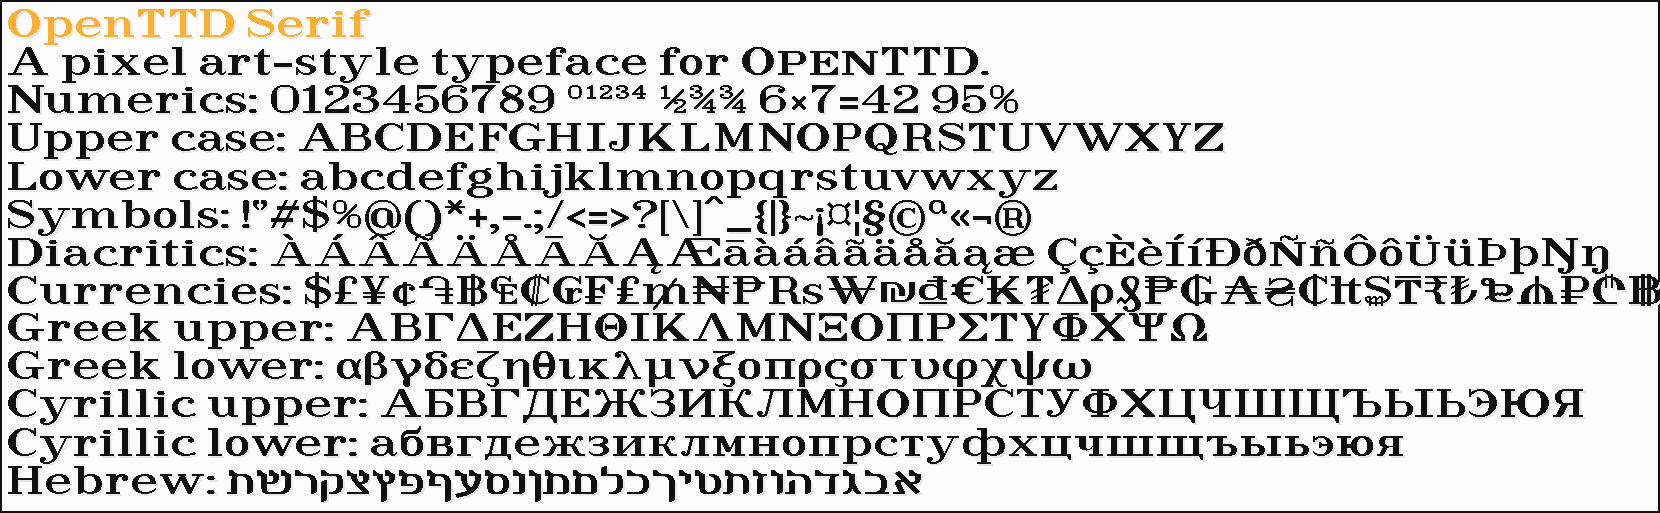 OpenTTD Serif
A pixel art-style typeface for OPENTTD.
Numerics: 0123456789 ⁰¹²³⁴ ½¾¾ 6×7=42 95%
Upper case: ABCDEFGHIJKLMNOPQRSTUVWXYZ
Lower case: abcdefghijklmnopqrstuvwxyz
Symbols: !"#$%@()*+,-.;/<=>?[\]^_{|}~¡¤¦§©ª«¬®
Diacritics: ÀÁÂÃÄÅĀĂĄÆāàáâãäåăąæ ÇçÈèÍíÐðÑñÔôÜüÞþŊŋ
Currencies: $£¥¢֏฿₠₡₢₣₤₥₦₧₨₩₪₫€₭₮∆₯₰₱₲₳₴₵₶₷₸₹₺₻₼₽₾₿
Greek upper: ΑΒΓΔΕΖΗΘΙΚΛΜΝΞΟΠΡΣΤΥΦΧΨΩ
Greek lower: αβγδεζηθικλμνξοπρςστυφχψω
Cyrillic upper: АБВГДЕЖЗИКЛМНОПРСТУФХЦЧШЩЪЫЬЭЮЯ
Cyrillic lower: абвгдежзиклмнопрстуфхцчшщъыьэюя
Hebrew: אבגדהוזחטיךכלםמןנסעףפץצקרשת